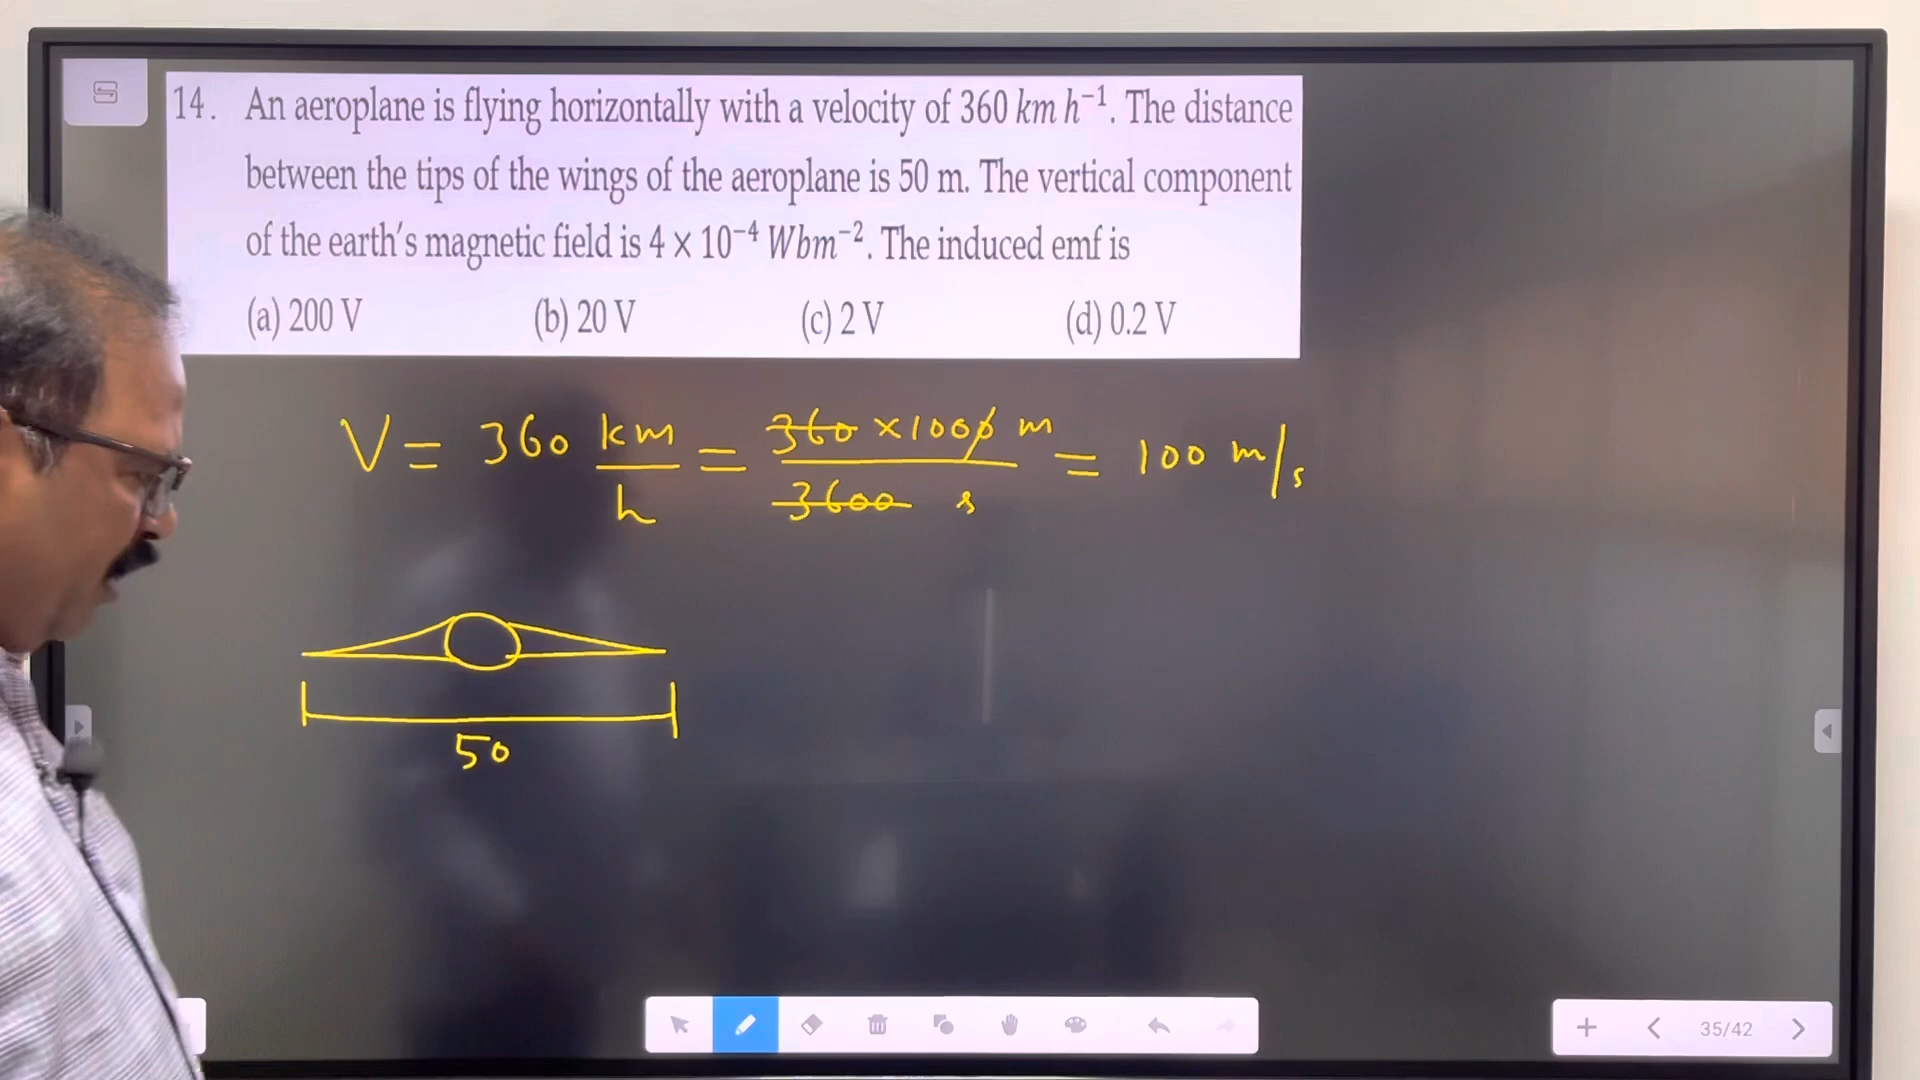 14. An aeroplane is flying horizontally with a velocity of 360 km h⁻¹. The distance
between the tips of the wings of the aeroplane is 50 m. The vertical component
of the earth's magnetic field is 4 × 10⁻⁴ Wbm⁻². The induced emf is
(a) 200 V (b) 20 V (c) 2 V (d) 0.2 V
V = 360 km/h = 360 × 1000 m / 3600 s = 100 m/s
50
35/42